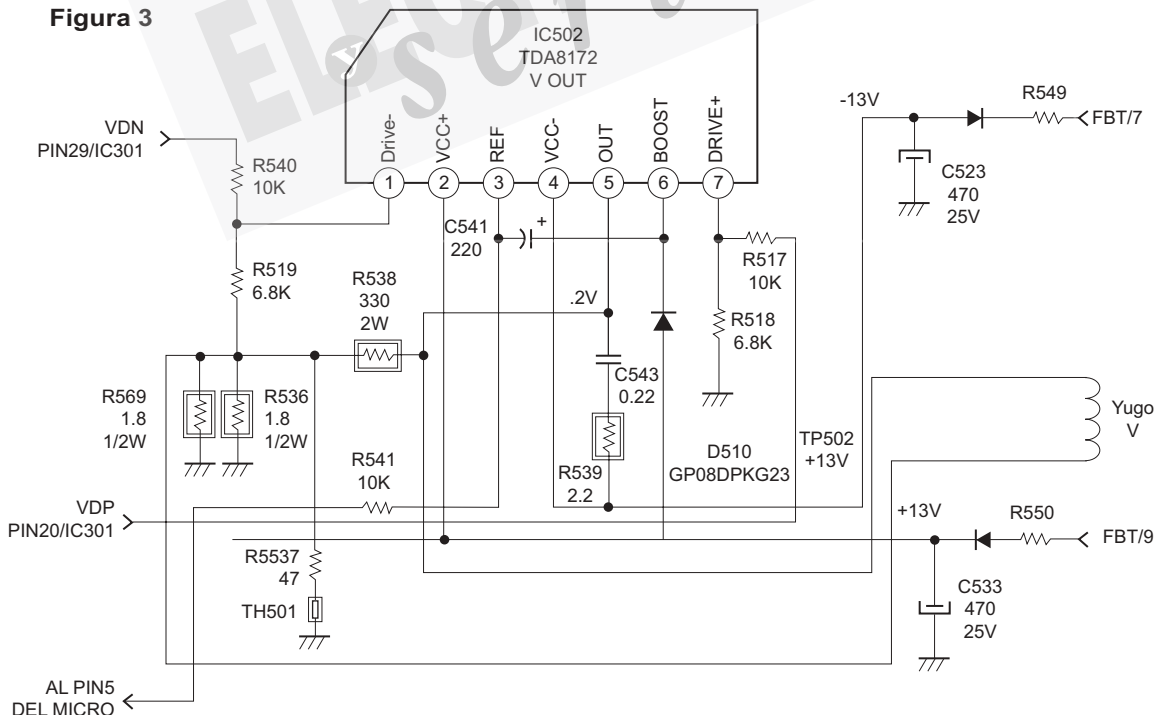 Figura 3
ELEC
y
ser
IC502
TDA8172
V OUT
Drive-
VCC+
REF
VCC-
OUT
BOOST
DRIVE+
1
2
3
4
5
6
7
VDN
PIN29/IC301
R540
10K
-13V
R549
FBT/7
C523
470
25V
C541
220
+
R517
10K
R519
6.8K
R538
330
2W
.2V
R518
6.8K
C543
0.22
R569
1.8
1/2W
R536
1.8
1/2W
Yugo
V
R541
10K
R539
2.2
D510
GP08DPKG23
TP502
+13V
VDP
PIN20/IC301
+13V
R550
FBT/9
R5537
47
TH501
C533
470
25V
AL PIN5
DEL MICRO